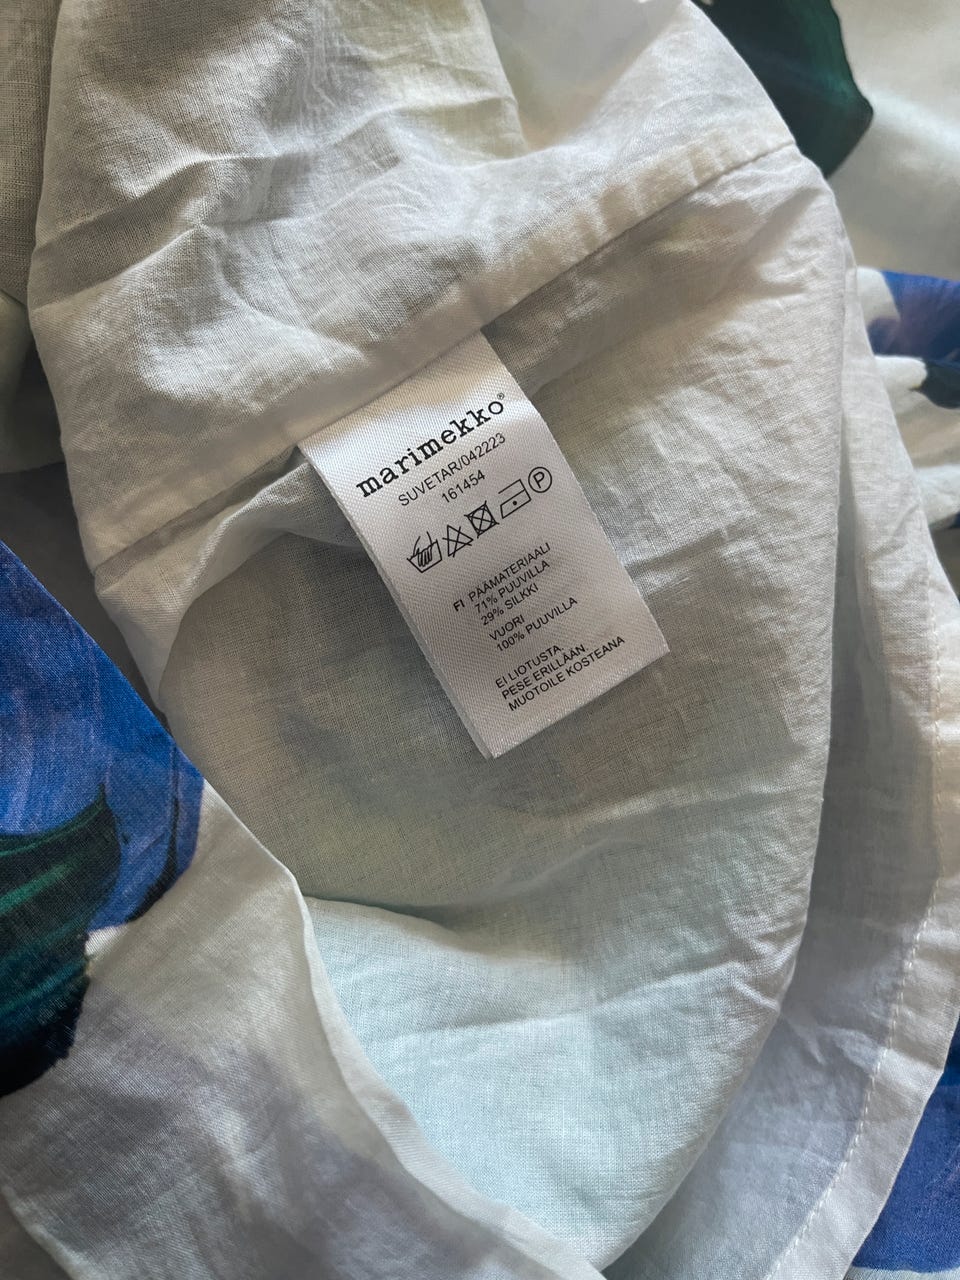 marimekko®
SUVETAR/042223
161454
P
FI PÄÄMATERIAALI
71% PUUVILLA
29% SILKKI
VUORI
100% PUUVILLA
EI LIOTUSTA.
PESE ERILLÄÄN.
MUOTOILE KOSTEANA